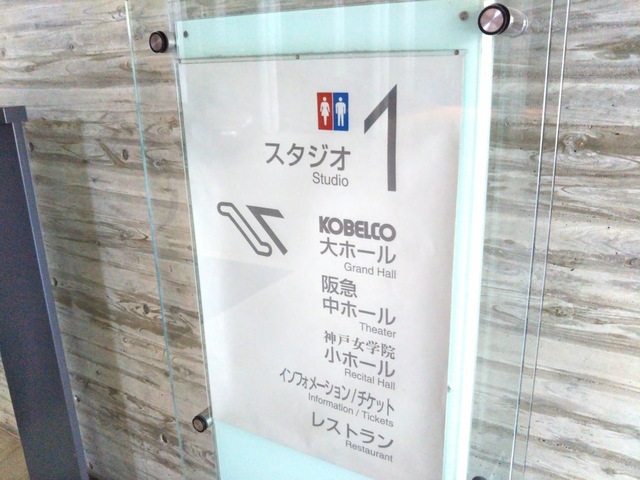 1
スタジオ
Studio
KOBELCO
大ホール
Grand Hall
阪急
中ホール
Theater
神戸女学院
小ホール
Recital Hall
インフォメーション/チケット
Information / Tickets
レストラン
Restaurant